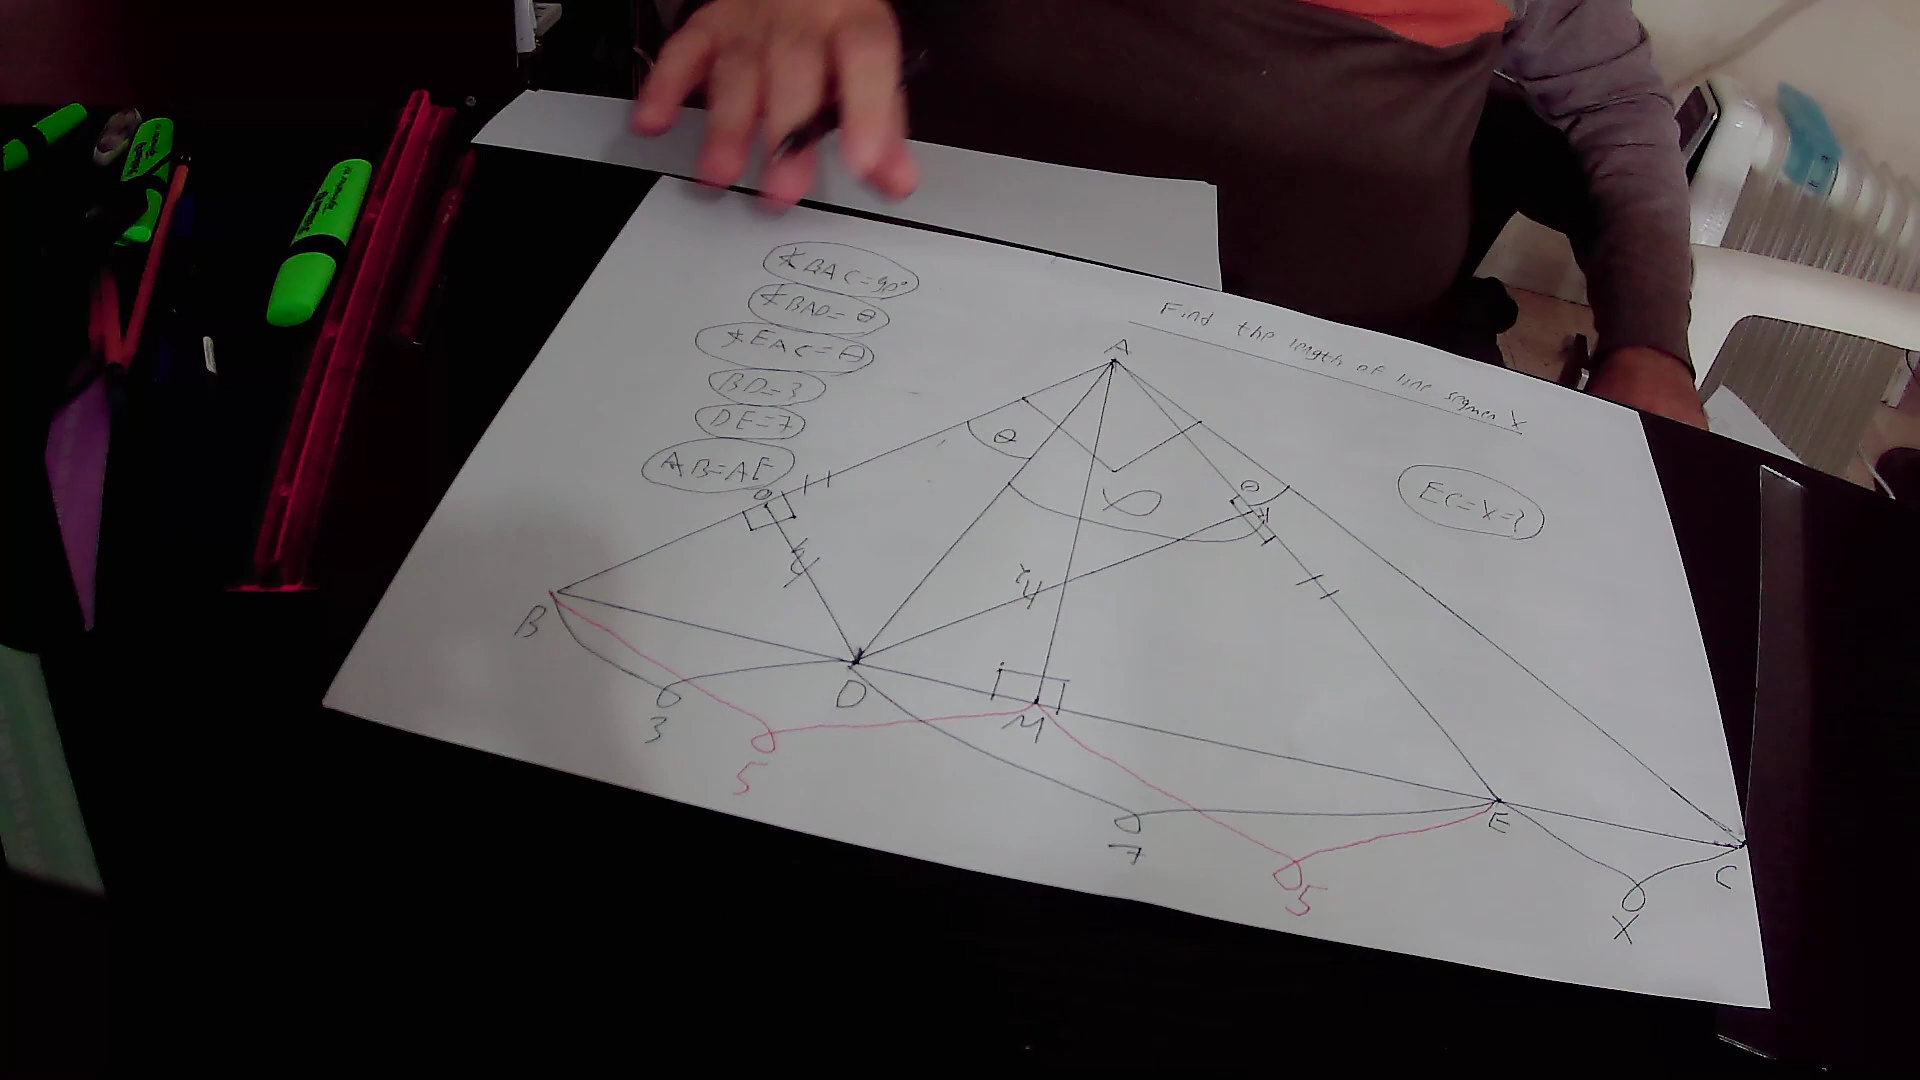 ∡BAC=90°
∡BAD=θ
∡EAC=θ
BD=3
DE=7
AB=AE
Find the length of line segmen X
A
θ
θ
EC=X=?
B
D
M
3
5
E
7
C
5
X